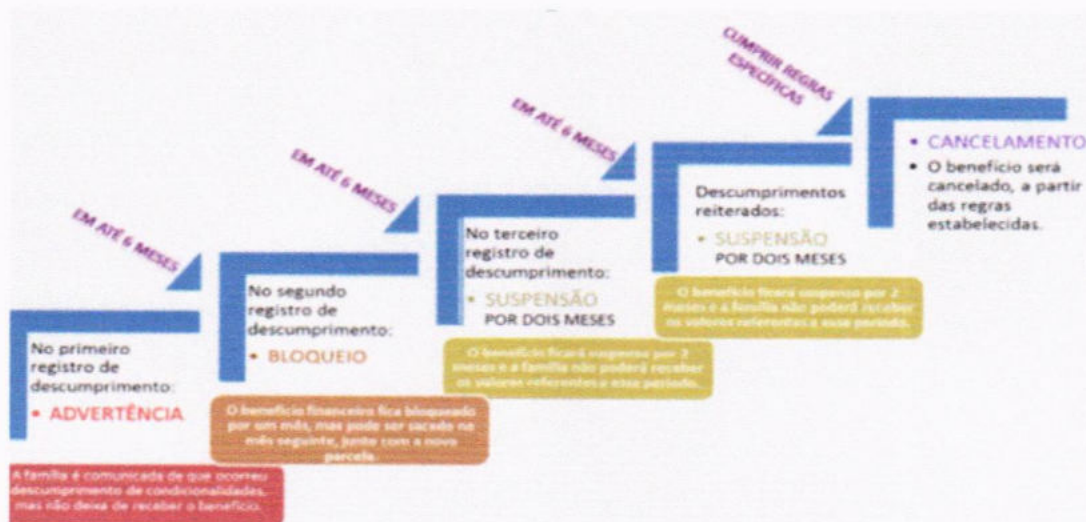 No primeiro
registro de
descumprimento:
• ADVERTÊNCIA
A família é comunicada de que ocorreu
descumprimento de condicionalidades,
mas não deixa de receber o benefício.
EM ATÉ 6 MESES
No segundo
registro de
descumprimento:
• BLOQUEIO
O benefício financeiro fica bloqueado
por um mês, mas pode ser sacado no
mês seguinte, junto com a nova
parcela.
EM ATÉ 6 MESES
No terceiro
registro de
descumprimento:
• SUSPENSÃO
POR DOIS MESES
O benefício ficará suspenso por 2
meses e a família não poderá receber
os valores referentes a esse período.
EM ATÉ 6 MESES
Descumprimentos
reiterados:
• SUSPENSÃO
POR DOIS MESES
O benefício ficará suspenso por 2
meses e a família não poderá receber
os valores referentes a esse período.
CUMPRIR REGRAS
ESPECÍFICAS
• CANCELAMENTO
• O benefício será
cancelado, a partir
das regras
estabelecidas.